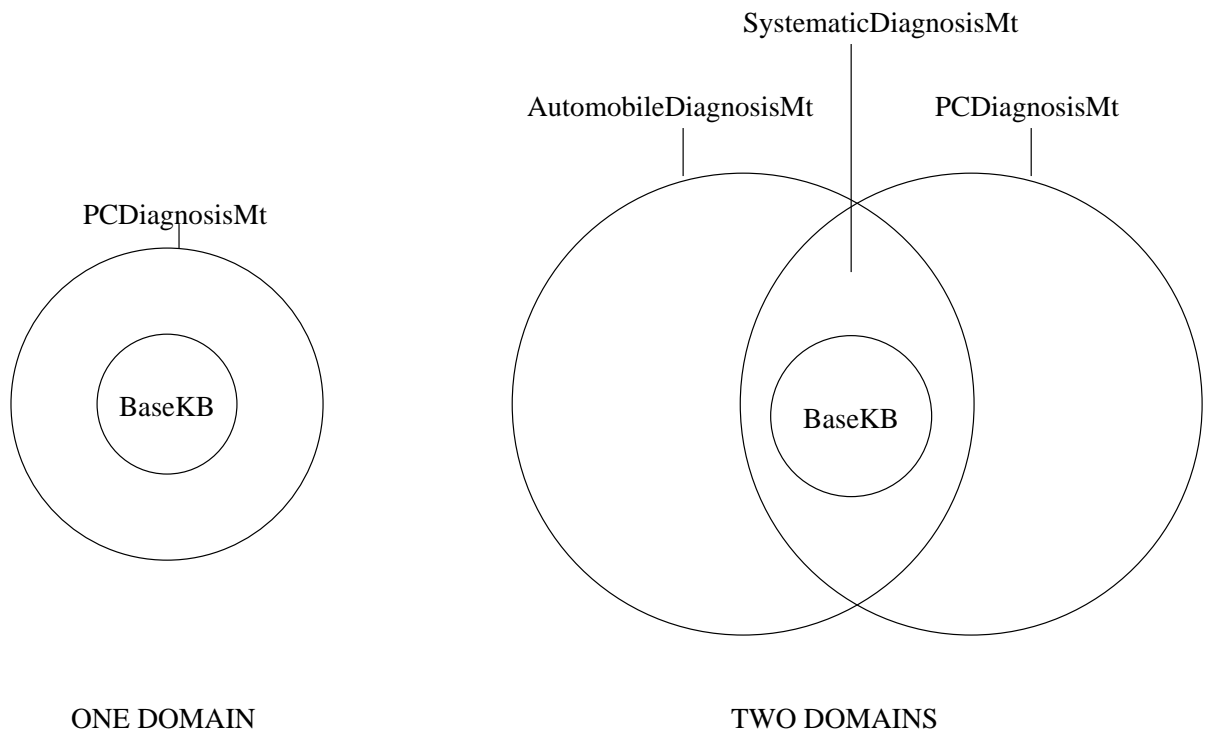 SystematicDiagnosisMt
AutomobileDiagnosisMt
PCDiagnosisMt
PCDiagnosisMt
BaseKB
BaseKB
ONE DOMAIN
TWO DOMAINS